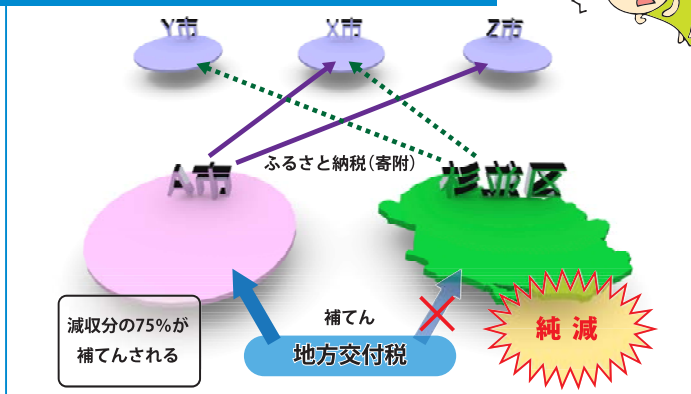 Y市
X市
Z市
ふるさと納税(寄附)
A市
杉並区
減収分の75%が
補てんされる
補てん
地方交付税
純減